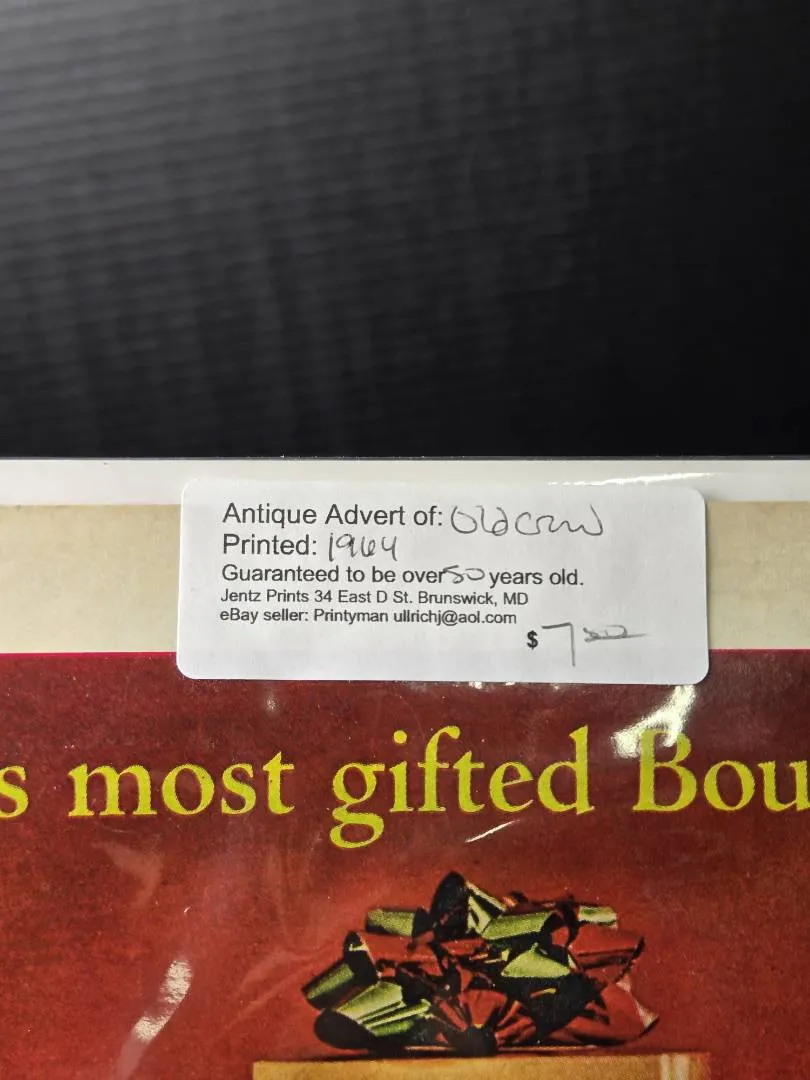 Antique Advert of: Old Crow
Printed: 1964
Guaranteed to be over 50 years old.
Jentz Prints 34 East D St. Brunswick, MD
eBay seller: Printyman ullrichj@aol.com
$7.00
s most gifted Bou